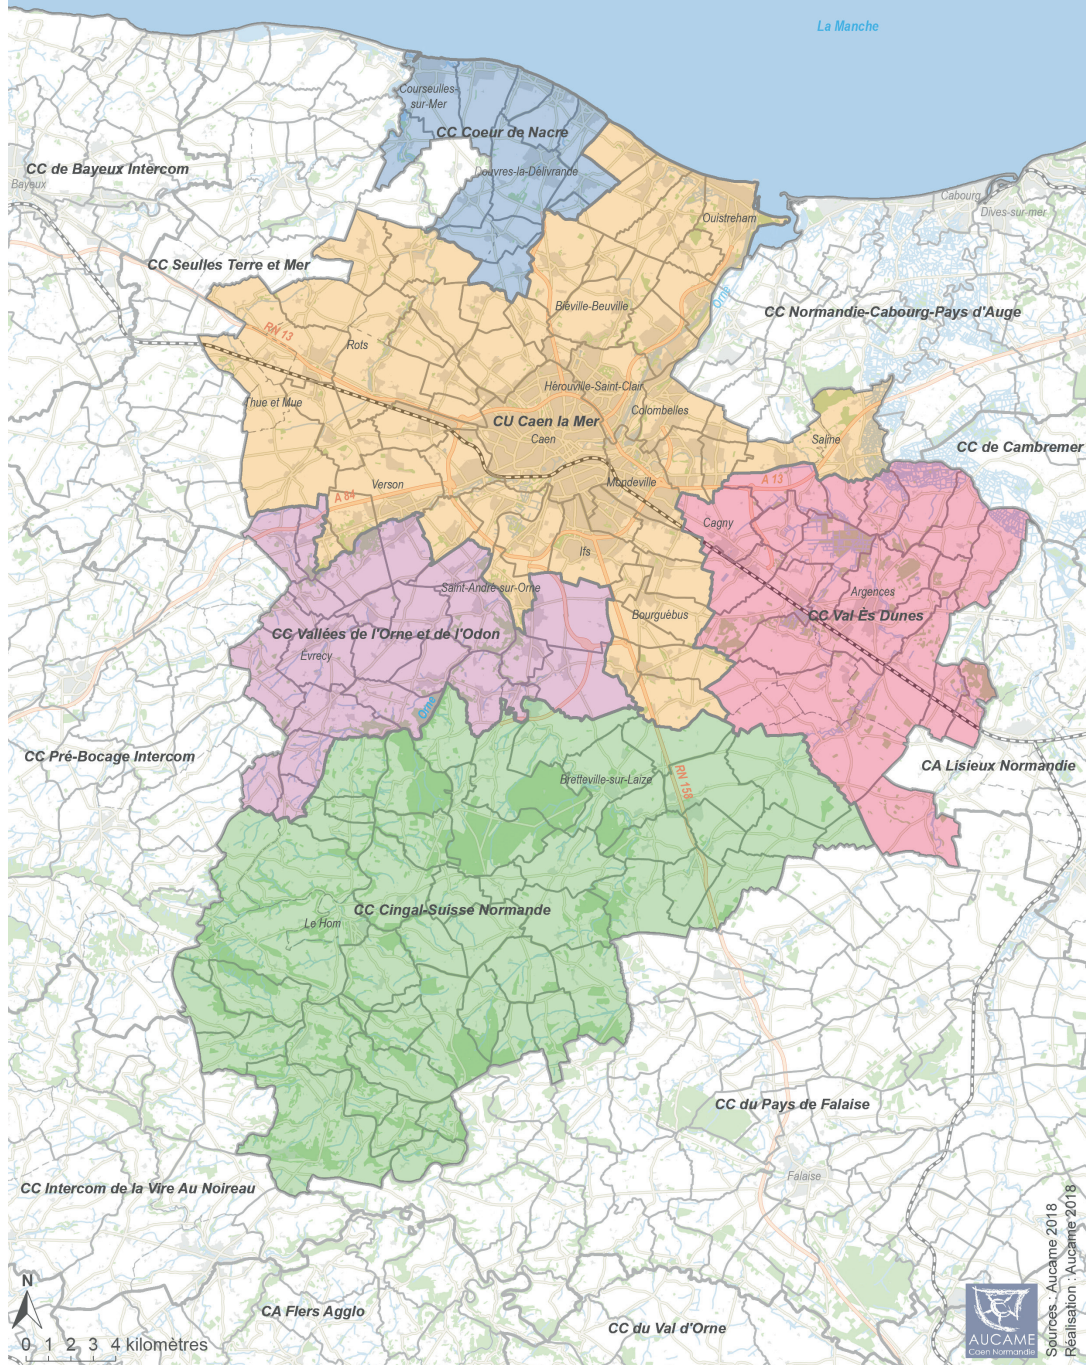 La Manche
Courseulles-
sur-Mer
CC Coeur de Nacre
CC de Bayeux Intercom
Bayeux
Douvres-la-Délivrande
Cabourg
Dives-sur-mer
Ouistreham
CC Seulles Terre et Mer
Orne
Biéville-Beuville
CC Normandie-Cabourg-Pays d'Auge
RN 13
Rots
Hérouville-Saint-Clair
Thue et Mue
Colombelles
CU Caen la Mer
Caen
CC de Cambremer
Verson
Mondeville
A 13
A 84
Cagny
Ifs
Saint-André-sur-Orne
Argences
Bourguébus
CC Val Ès Dunes
CC Vallées de l'Orne et de l'Odon
Évrecy
Orne
CC Pré-Bocage Intercom
CA Lisieux Normandie
Bretteville-sur-Laize
RN 158
CC Cingal-Suisse Normande
Le Hom
CC du Pays de Falaise
Falaise
CC Intercom de la Vire Au Noireau
N
CA Flers Agglo
CC du Val d'Orne
0 1 2 3 4 kilomètres
AUCAME
Caen Normandie
Sources : Aucame 2018
Réalisation : Aucame 2018